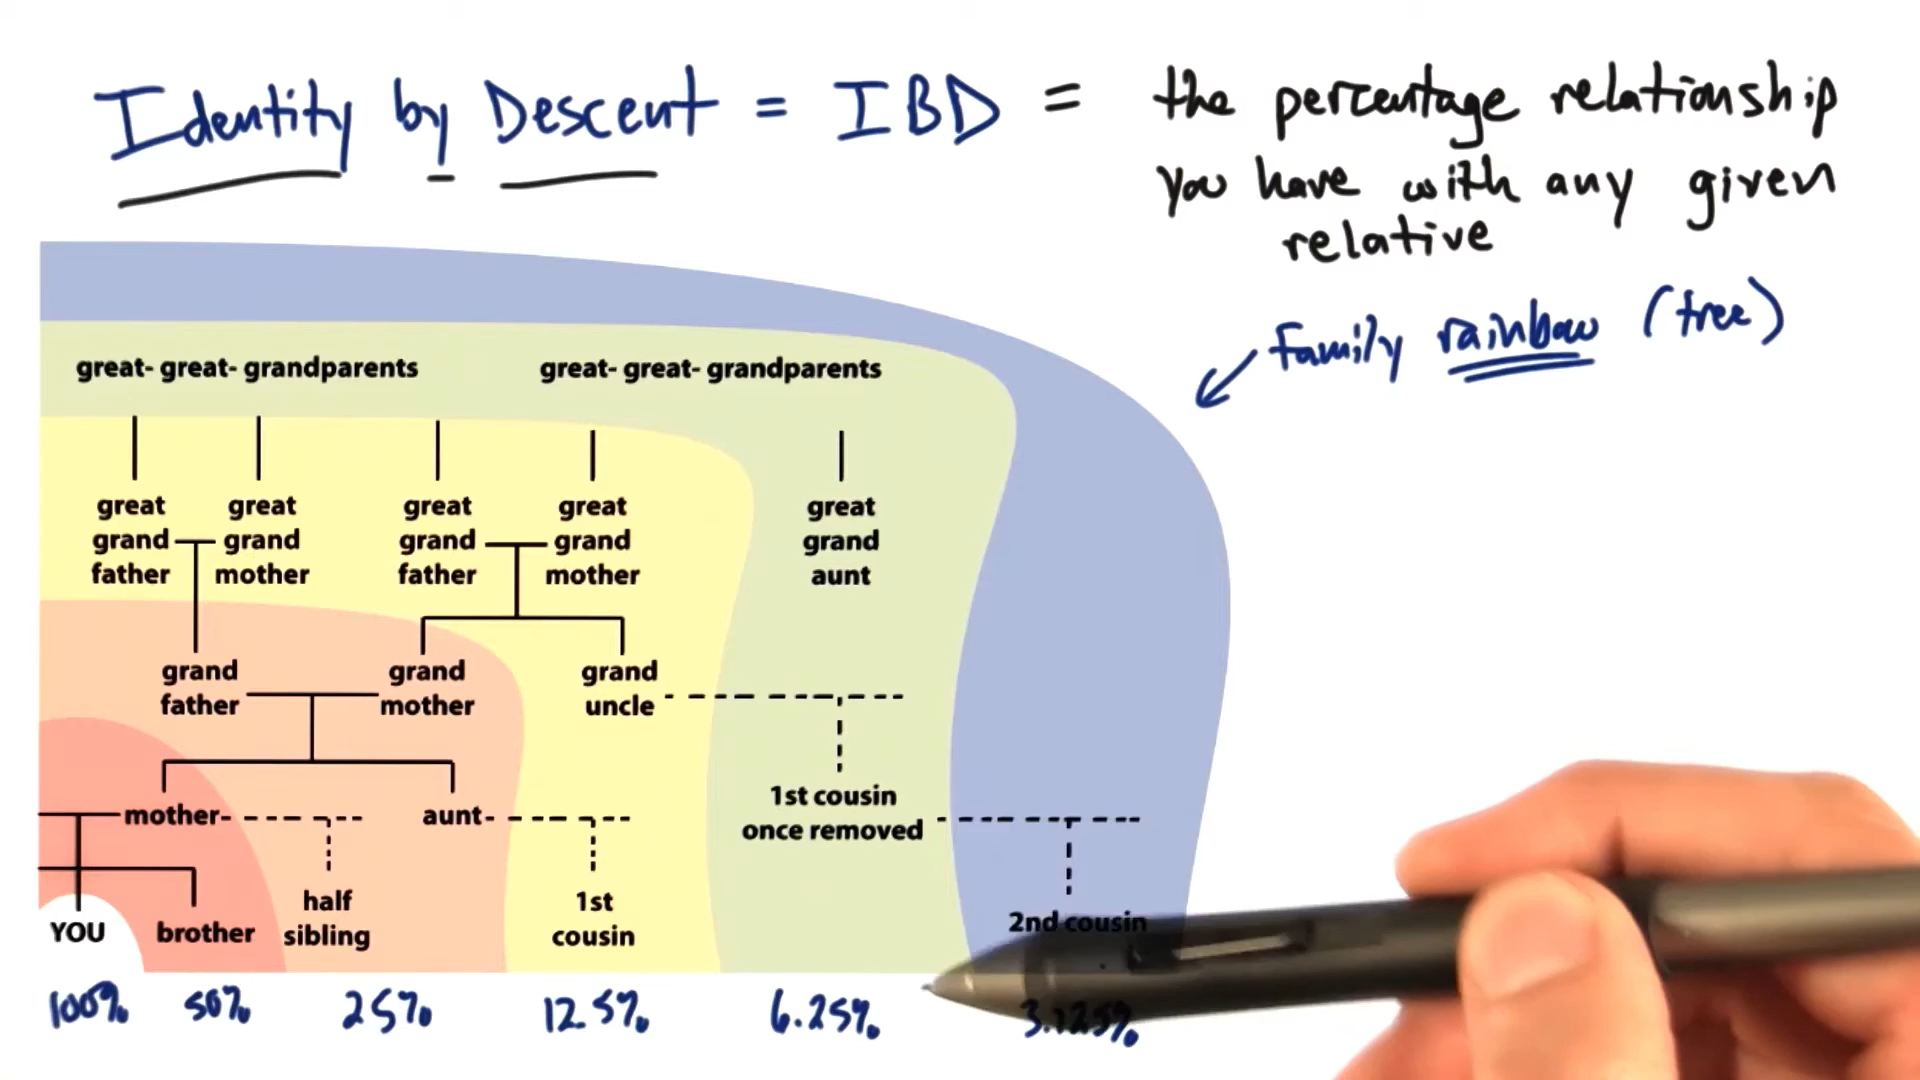 Identity by Descent = IBD = the percentage relationship
you have with any given
relative
family rainbow (tree)
great- great- grandparents great- great- grandparents
great great great great great
grand grand grand grand grand
father mother father mother aunt
grand grand grand
father mother uncle
1st cousin
once removed
mother aunt
half 1st
2nd cousin
YOU brother sibling cousin
100% 50% 25% 12.5% 6.25% 3.125%